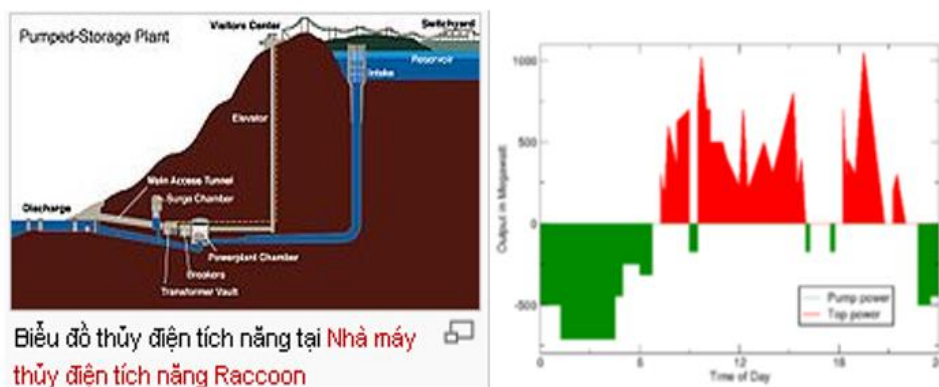 Pumped-Storage Plant
Visitors Center
Switchyard
Reservoir
Intake
Elevator
Main Access Tunnel
Surge Chamber
Discharge
Powerplant Chamber
Breakers
Transformer Vault
Biểu đồ thủy điện tích năng tại Nhà máy
thủy điện tích năng Raccoon
Output in Megawatt
1000
500
0
-500
Pump power
Top power
0
6
12
18
2
Time of Day